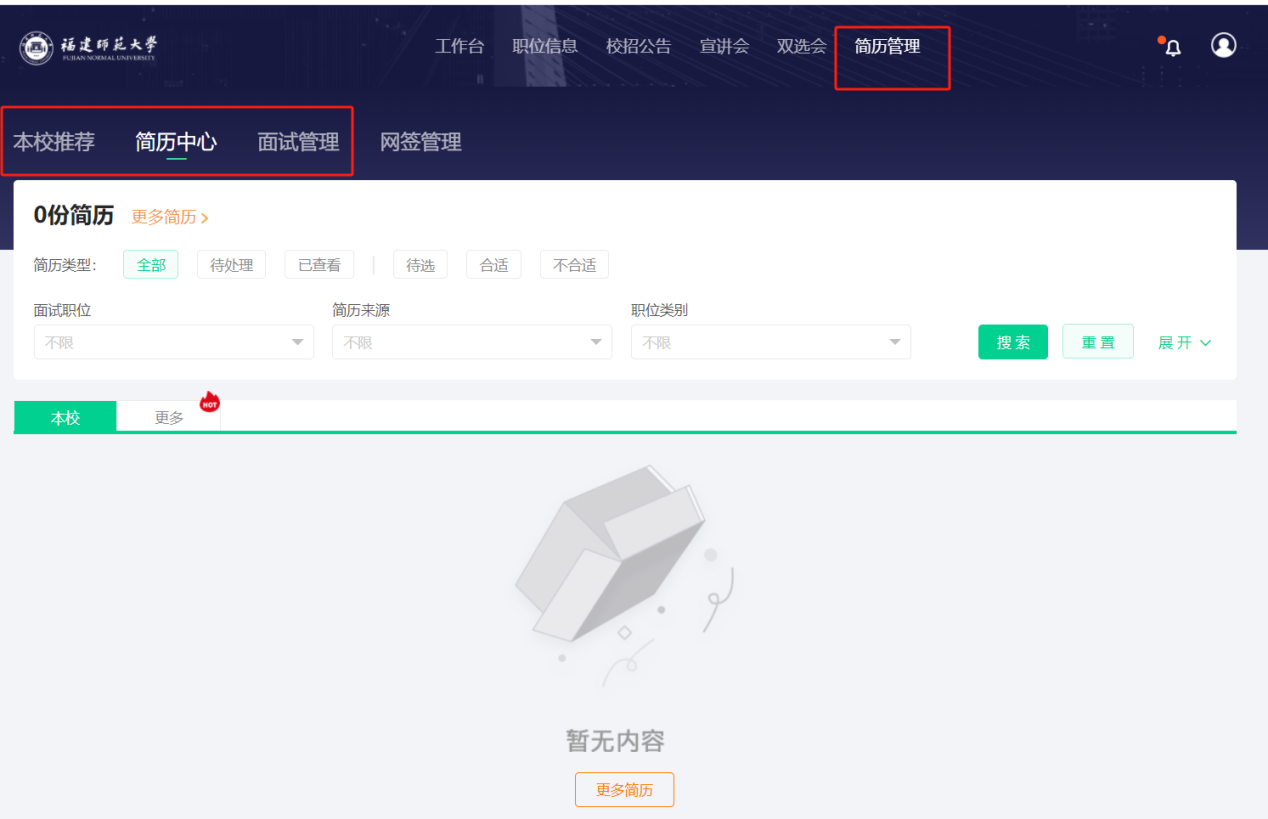 福建师范大学 工作台 职位信息 校招公告 宣讲会 双选会 简历管理
FUJIAN NORMAL UNIVERSITY
本校推荐 简历中心 面试管理 网签管理
0份简历 更多简历 >
简历类型: 全部 待处理 已查看 待选 合适 不合适
面试职位 简历来源 职位类别
不限 不限 不限 搜索 重置 展开
本校 更多 HOT
暂无内容
更多简历